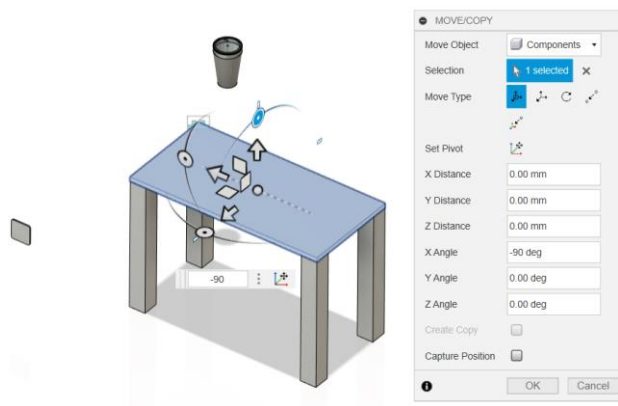 MOVE/COPY
Move Object Components
Selection 1 selected
Move Type
Set Pivot
X Distance 0.00 mm
Y Distance 0.00 mm
Z Distance 0.00 mm
X Angle -90 deg
Y Angle 0.00 deg
Z Angle 0.00 deg
Create Copy
Capture Position
OK Cancel
-90